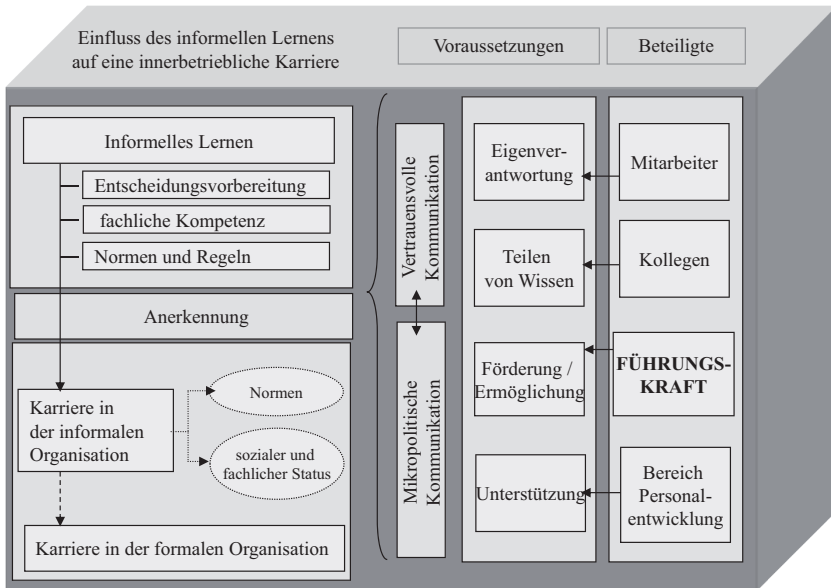 Einfluss des informellen Lernens
auf eine innerbetriebliche Karriere
Voraussetzungen
Beteiligte
Informelles Lernen
Entscheidungsvorbereitung
fachliche Kompetenz
Normen und Regeln
Anerkennung
Karriere in
der informalen
Organisation
Normen
sozialer und
fachlicher Status
Karriere in der formalen Organisation
Vertrauensvolle
Kommunikation
Mikropolitische
Kommunikation
Eigenver-
antwortung
Teilen
von Wissen
Förderung /
Ermöglichung
Unterstützung
Mitarbeiter
Kollegen
FÜHRUNGS-
KRAFT
Bereich
Personal-
entwicklung